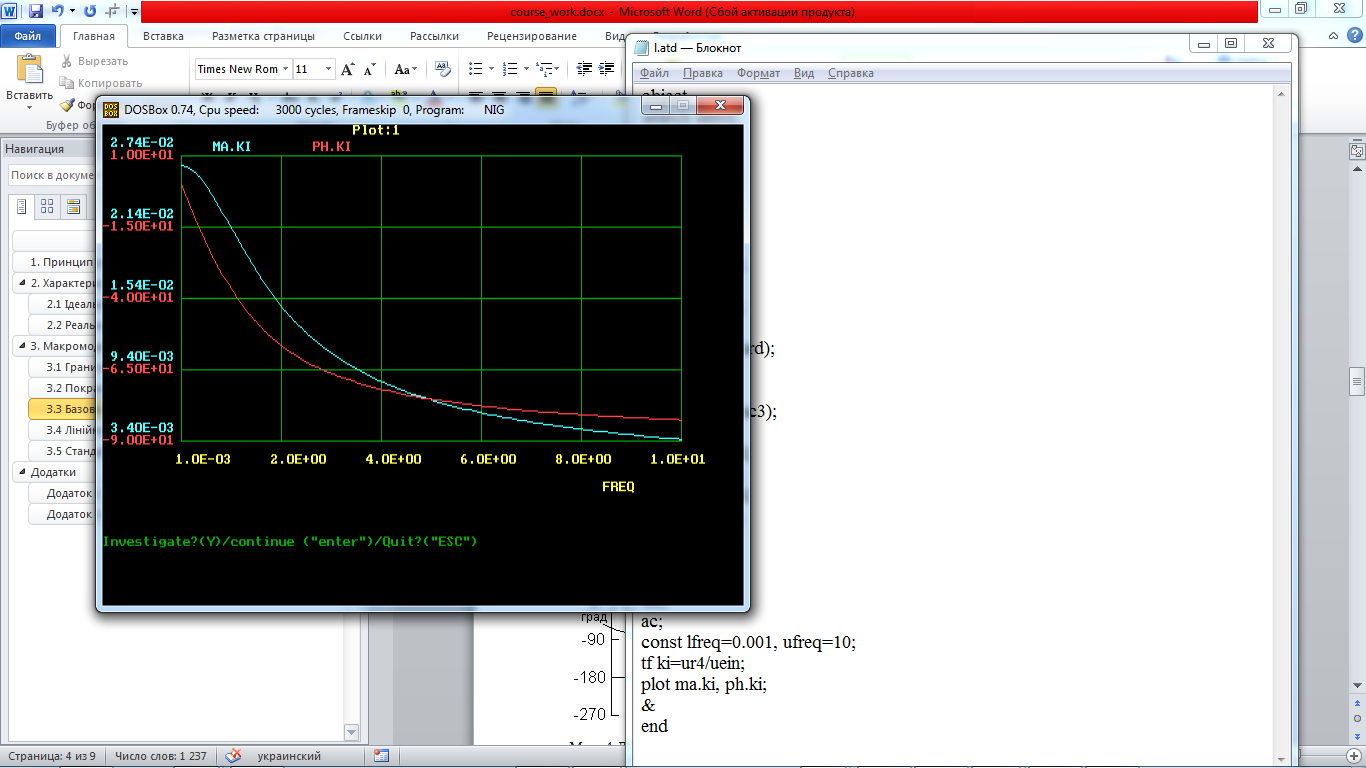 course_work.docx - Microsoft Word (Сбой активации продукта)
Файл Главная Вставка Разметка страницы Ссылки Рассылки Рецензирование Вид
Вставить
Вырезать
Копировать
Times New Rom 11
Буфер об
l.atd — Блокнот
Файл Правка Формат Вид Справка
DOSBox 0.74, Cpu speed: 3000 cycles, Frameskip 0, Program: NIG
Plot:1
MA.KI PH.KI
2.74E-02
1.00E+01
2.14E-02
-1.50E+01
1.54E-02
-4.00E+01
9.40E-03
-6.50E+01
3.40E-03
-9.00E+01
1.0E-03 2.0E+00 4.0E+00 6.0E+00 8.0E+00 1.0E+01
FREQ
Investigate?(Y)/continue ("enter")/Quit?("ESC")
Навигация
Поиск в докуме
1. Принцип
2. Характери
2.1 Ідеаль
2.2 Реаль
3. Макромод
3.1 Грани
3.2 Покра
3.3 Базов
3.4 Лінійн
3.5 Станд
Додатки
Додаток
Додаток
rd);
c3);
град
-90
-180
-270
ac;
const lfreq=0.001, ufreq=10;
tf ki=ur4/uein;
plot ma.ki, ph.ki;
&
end
Страница: 4 из 9 Число слов: 1 237 украинский